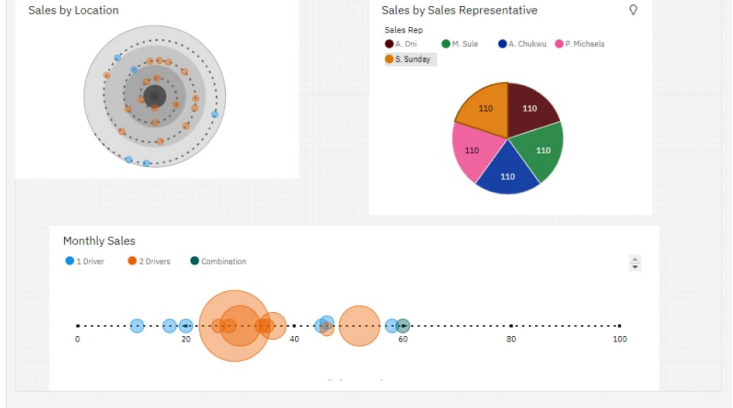 Sales by Location
Sales by Sales Representative
Sales Rep
A. Oni
M. Sule
A. Chukwu
P. Michaels
S. Sunday
110
110
110
110
110
Monthly Sales
1 Driver
2 Drivers
Combination
0
20
40
60
80
100